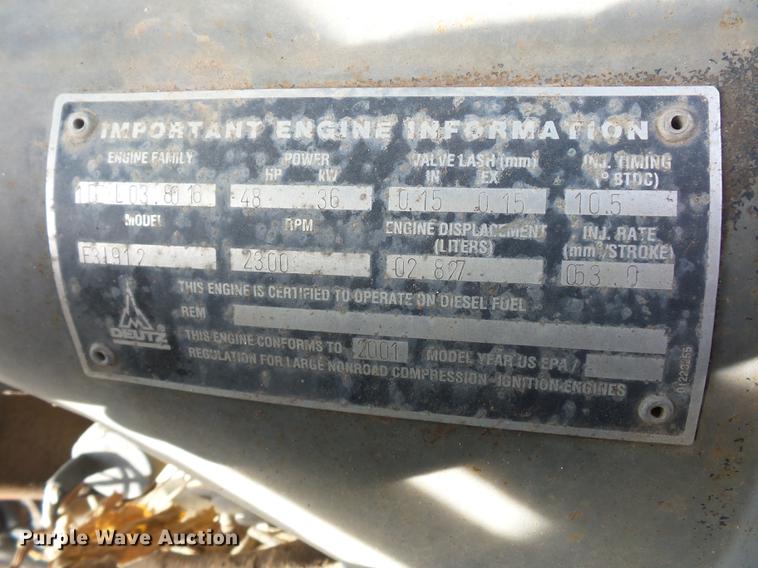 IMPORTANT ENGINE INFORMATION
ENGINE FAMILY POWER VALVE LASH (mm) INJ. TIMING
HP KW IN EX (° BTDC)
48 36 0.15 0.15 10.5
MODEL RPM ENGINE DISPLACEMENT INJ. RATE
(LITERS) (mm³/STROKE)
F3L912 2300 02.827 053.0
THIS ENGINE IS CERTIFIED TO OPERATE ON DIESEL FUEL
REM
DEUTZ
THIS ENGINE CONFORMS TO 2001 MODEL YEAR US EPA /
REGULATION FOR LARGE NONROAD COMPRESSION - IGNITION ENGINES
Purple Wave Auction